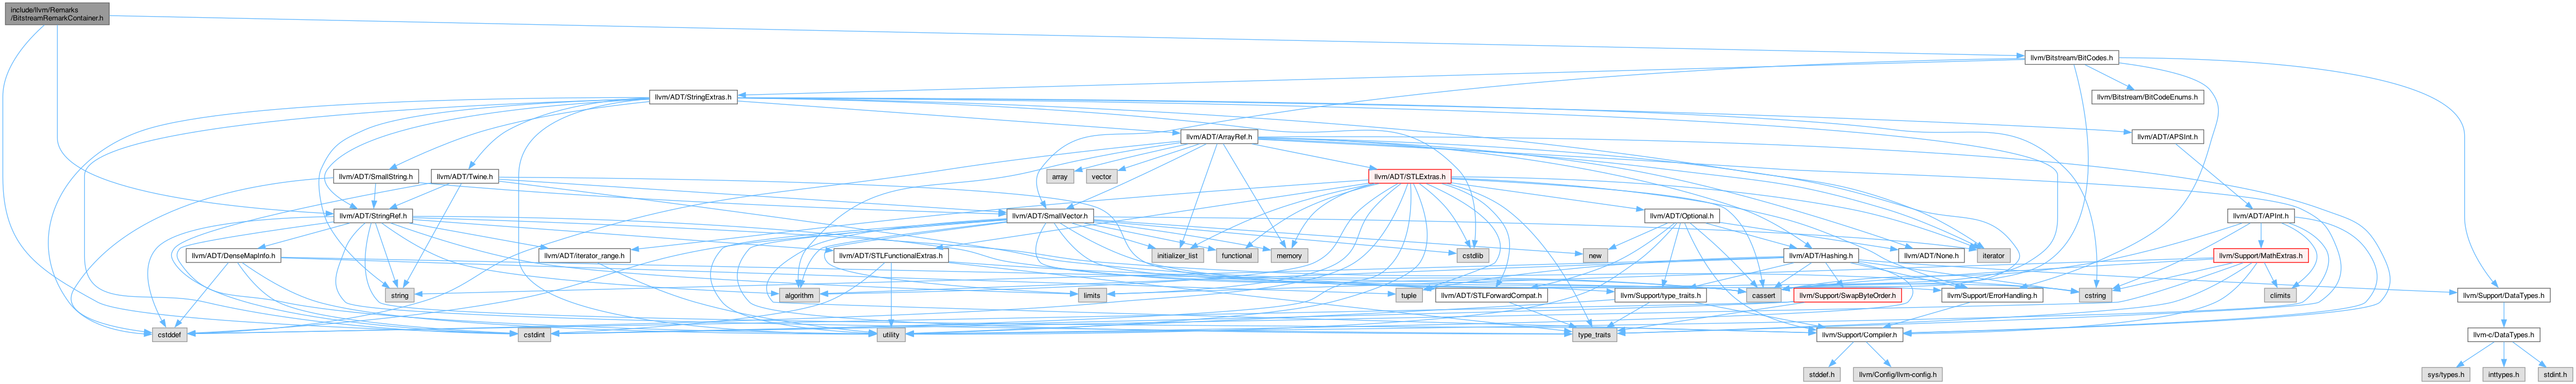 include/llvm/Remarks
/BitstreamRemarkContainer.h
llvm/Bitstream/BitCodes.h
llvm/ADT/StringExtras.h
llvm/Bitstream/BitCodeEnums.h
llvm/ADT/ArrayRef.h
llvm/ADT/APSInt.h
llvm/ADT/SmallString.h
llvm/ADT/Twine.h
array
vector
llvm/ADT/STLExtras.h
llvm/ADT/StringRef.h
llvm/ADT/SmallVector.h
llvm/ADT/Optional.h
llvm/ADT/APInt.h
llvm/ADT/DenseMapInfo.h
llvm/ADT/iterator_range.h
llvm/ADT/STLFunctionalExtras.h
initializer_list
functional
memory
cstdlib
new
llvm/ADT/Hashing.h
llvm/ADT/None.h
iterator
llvm/Support/MathExtras.h
string
algorithm
limits
tuple
llvm/ADT/STLForwardCompat.h
llvm/Support/type_traits.h
cassert
llvm/Support/SwapByteOrder.h
llvm/Support/ErrorHandling.h
cstring
climits
llvm/Support/DataTypes.h
cstddef
cstdint
utility
type_traits
llvm/Support/Compiler.h
llvm-c/DataTypes.h
stddef.h
llvm/Config/llvm-config.h
sys/types.h
inttypes.h
stdint.h